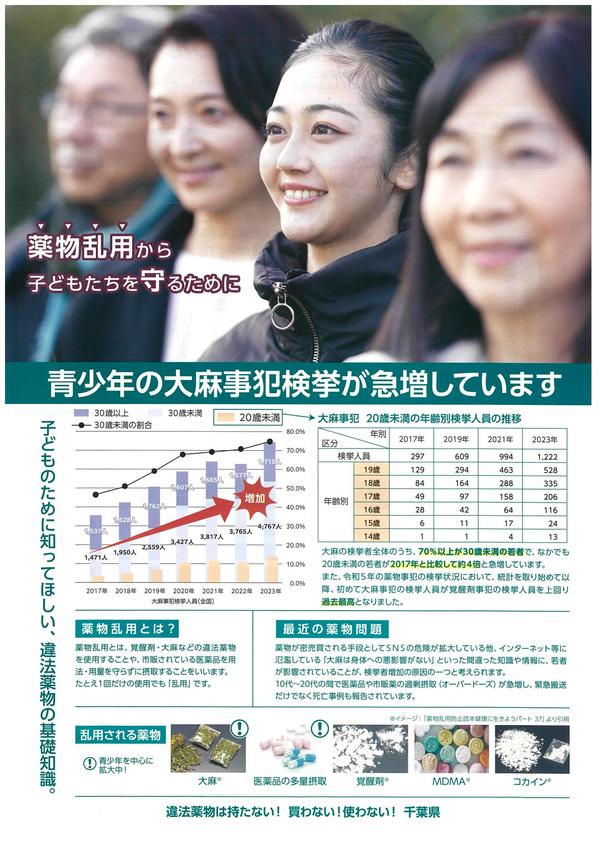 薬物乱用から
子どもたちを守るために
青少年の大麻事犯検挙が急増しています
子どものために知ってほしい、違法薬物の基礎知識。
30歳以上 30歳未満 20歳未満
30歳未満の割合
80.0%
70.0%
60.0%
50.0%
40.0%
30.0%
20.0%
10.0%
0.0%
増加
1,471人 1,950人 2,559人 3,427人 3,817人 3,765人 4,767人
2017年 2018年 2019年 2020年 2021年 2022年 2023年
大麻事犯検挙人員(全国)
大麻事犯 20歳未満の年齢別検挙人員の推移
区分 年別 2017年 2019年 2021年 2023年
検挙人員 297 609 994 1,222
年齢別
19歳 129 294 463 528
18歳 84 164 288 335
17歳 49 97 158 206
16歳 28 42 64 116
15歳 6 11 17 24
14歳 1 1 4 13
大麻の検挙者全体のうち、70%以上が30歳未満の若者で、なかでも
20歳未満の若者が2017年と比較して約4倍と急増しています。
また、令和5年の薬物事犯の検挙状況において、統計を取り始めて以
降、初めて大麻事犯の検挙人員が覚醒剤事犯の検挙人員を上回り
過去最高となりました。
薬物乱用とは?
薬物乱用とは、覚醒剤・大麻などの違法薬物
を使用することや、市販されている医薬品を用
法・用量を守らずに摂取することをいいます。
たとえ1回だけの使用でも「乱用」です。
最近の薬物問題
薬物が密売買される手段としてSNSの危険が拡大している他、インターネット等に
氾濫している「大麻は身体への悪影響がない」といった間違った知識や情報に、若者
が影響されていることが、検挙者増加の原因の一つと考えられます。
10代～20代の間で医薬品や市販薬の過剰摂取(オーバードーズ)が急増し、緊急搬送
だけでなく死亡事例も報告されています。
※イメージ:「薬物乱用防止読本健康に生きようパート37」より引用
乱用される薬物
! 青少年を中心に
拡大中!
! !
大麻※ 医薬品の多量摂取 覚醒剤※ MDMA※ コカイン※
違法薬物は持たない! 買わない!使わない! 千葉県